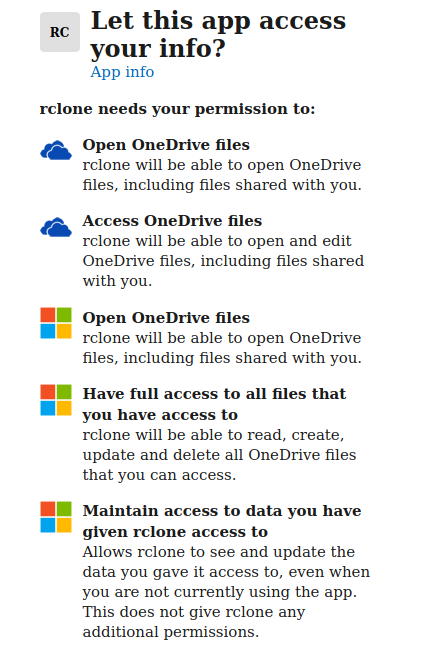 RC
Let this app access
your info?
App info
rclone needs your permission to:
Open OneDrive files
rclone will be able to open OneDrive
files, including files shared with you.
Access OneDrive files
rclone will be able to open and edit
OneDrive files, including files shared
with you.
Open OneDrive files
rclone will be able to open OneDrive
files, including files shared with you.
Have full access to all files that
you have access to
rclone will be able to read, create,
update and delete all OneDrive files
that you can access.
Maintain access to data you have
given rclone access to
Allows rclone to see and update the
data you gave it access to, even when
you are not currently using the app.
This does not give rclone any
additional permissions.